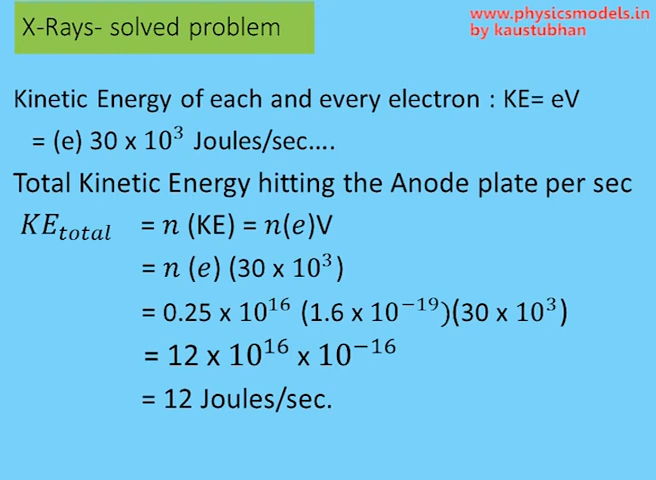 X-Rays- solved problem
www.physicsmodels.in
by kaustubhan
Kinetic Energy of each and every electron : KE= eV
= (e) 30 x 10³ Joules/sec....
Total Kinetic Energy hitting the Anode plate per sec
KE_total = n (KE) = n(e)V
= n (e) (30 x 10³)
= 0.25 x 10¹⁶ (1.6 x 10⁻¹⁹)(30 x 10³)
= 12 x 10¹⁶ x 10⁻¹⁶
= 12 Joules/sec.